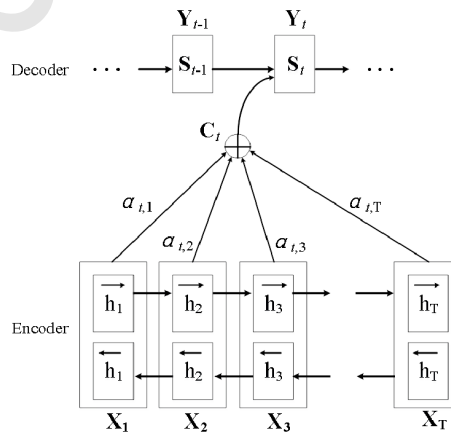 Y_{t-1} Y_t
Decoder ... S_{t-1} S_t ...
C_t
α_{t,1} α_{t,2} α_{t,3} α_{t,T}
Encoder
→h_1 →h_2 →h_3 →h_T
←h_1 ←h_2 ←h_3 ←h_T
X_1 X_2 X_3 X_T